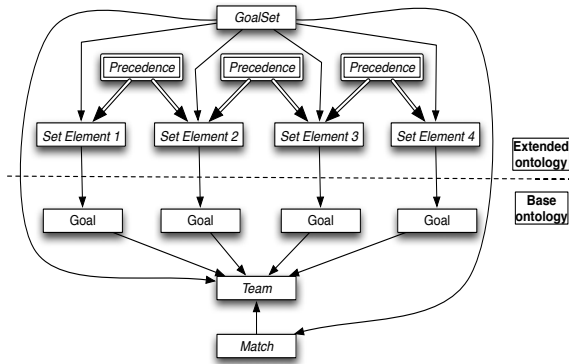 GoalSet
Precedence
Precedence
Precedence
Set Element 1
Set Element 2
Set Element 3
Set Element 4
Extended
ontology
Base
ontology
Goal
Goal
Goal
Goal
Team
Match